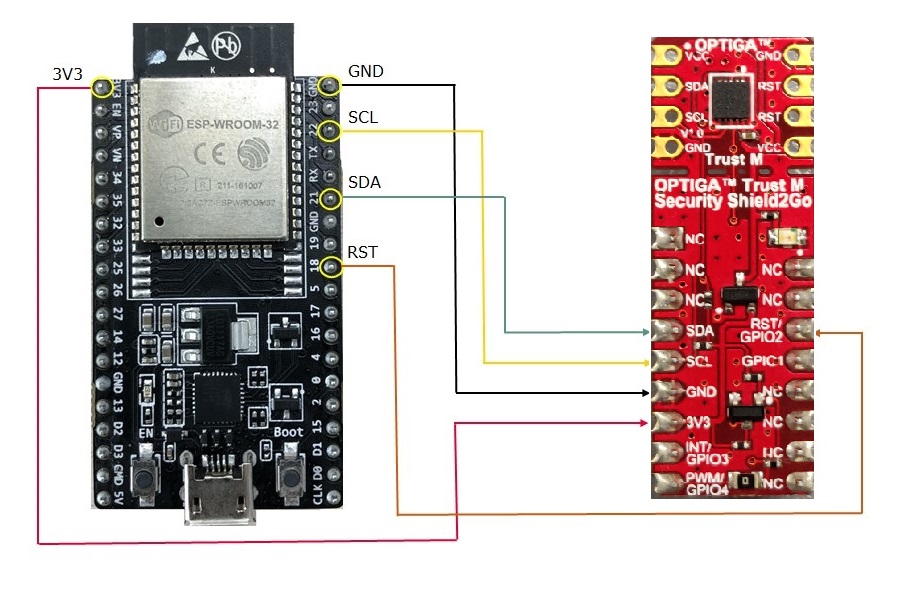 3V3
GND
SCL
SDA
RST
K
WiFi ESP-WROOM-32
CE
R 211-161007
3V3
EN
VP
VN
34
35
32
33
25
26
27
14
12
GND
13
D2
D3
CMD
5V
GND
23
22
TX
RX
21
GND
19
18
5
17
16
4
0
2
15
D1
D0
CLK
EN
Boot
OPTIGA™
VCC
GND
SDA
RST
SCL
RST
V1.0
GND
VCC
Trust M
OPTIGA™ Trust M
Security Shield2Go
NC
NC
NC
NC
NC
SDA
RST/
GPIO2
SCL
GPIO1
GND
NC
3V3
NC
INT/
GPIO3
NC
PWM/
GPIO4
NC